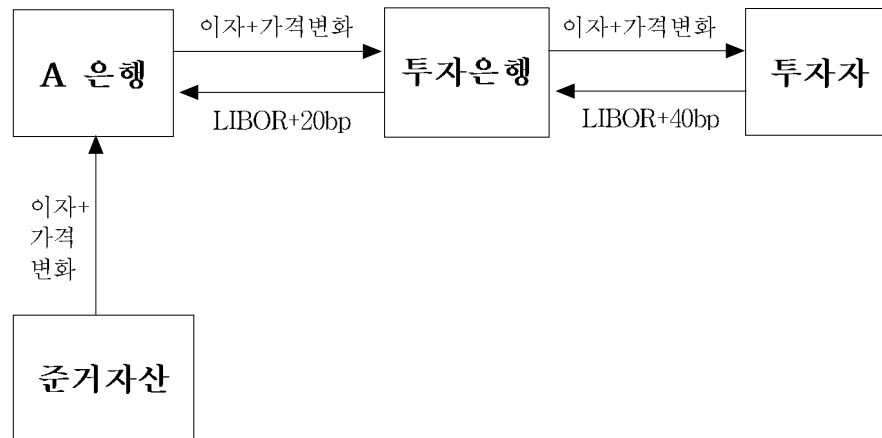 이자+가격변화
이자+가격변화
A 은행
투자은행
투자자
LIBOR+20bp
LIBOR+40bp
이자+
가격
변화
준거자산